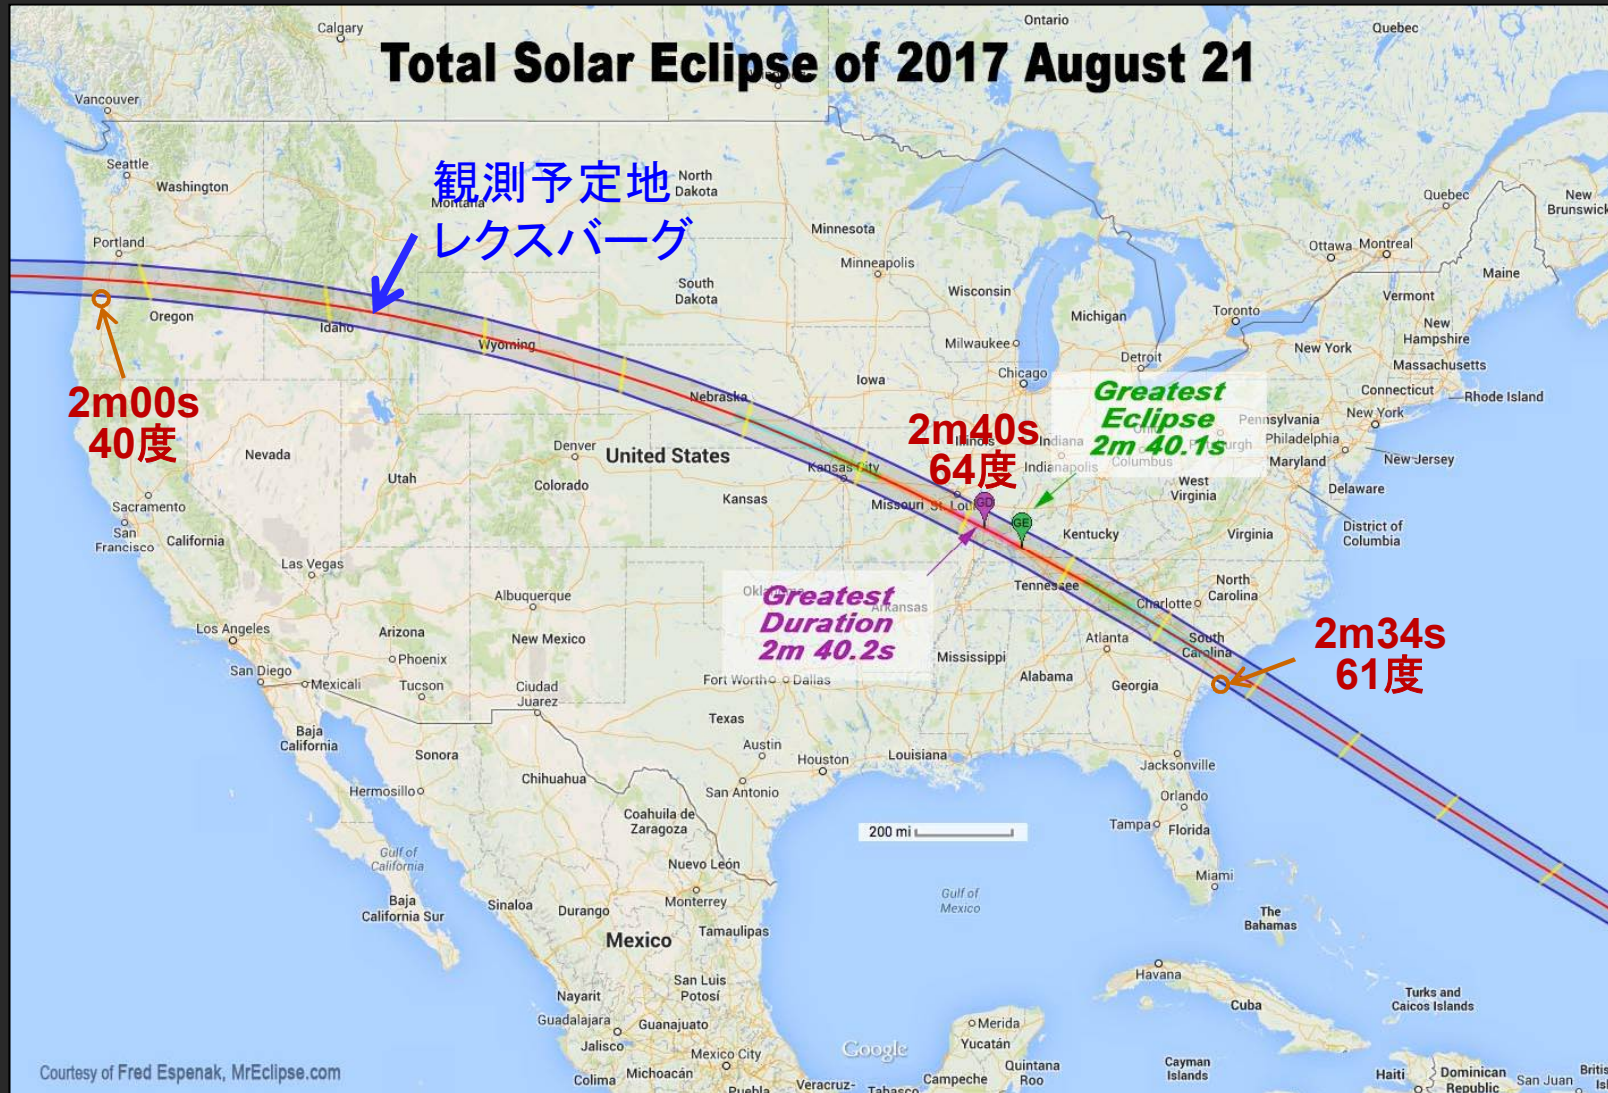 Total Solar Eclipse of 2017 August 21
Calgary
Ontario
Quebec
Vancouver
Seattle
Washington
観測予定地
レクスバーグ
Montana
North
Dakota
Minnesota
Minneapolis
Quebec
New
Brunswick
Ottawa
Montreal
Maine
Portland
Oregon
Idaho
Wyoming
South
Dakota
Wisconsin
Michigan
Toronto
Vermont
New
Hampshire
Milwaukee
Detroit
New York
Massachusetts
Chicago
Iowa
Nebraska
Connecticut
Rhode Island
New York
2m00s
40度
Greatest
Eclipse
2m 40.1s
Pennsylvania
Philadelphia
2m40s
64度
Illinois
Indiana
Indianapolis
Columbus
Maryland
New Jersey
Nevada
Utah
Denver
Colorado
United States
Kansas City
Kansas
Missouri
St. Louis
GD
GE
West
Virginia
Delaware
District of
Columbia
Virginia
Kentucky
Sacramento
San
Francisco
California
Las Vegas
Albuquerque
New Mexico
Arizona
Phoenix
Tucson
Los Angeles
San Diego
Mexicali
Greatest
Duration
2m 40.2s
Arkansas
Tennessee
North
Carolina
Charlotte
South
Carolina
Atlanta
2m34s
61度
Mississippi
Alabama
Georgia
Fort Worth
Dallas
Ciudad
Juarez
Texas
Austin
Houston
Louisiana
San Antonio
Jacksonville
Orlando
Tampa
Florida
Miami
Baja
California
Sonora
Chihuahua
Hermosillo
Coahuila de
Zaragoza
200 mi
Gulf of
California
Nuevo León
Monterrey
Gulf of
Mexico
The
Bahamas
Baja
California Sur
Sinaloa
Durango
Mexico
Tamaulipas
San Luis
Potosí
Havana
Cuba
Turks and
Caicos Islands
Nayarit
Guadalajara
Guanajuato
Jalisco
Mexico City
Google
Merida
Yucatán
Quintana
Roo
Colima
Michoacán
Puebla
Veracruz-
Tabasco
Campeche
Cayman
Islands
Haiti
Dominican
Republic
San Juan
Courtesy of Fred Espenak, MrEclipse.com